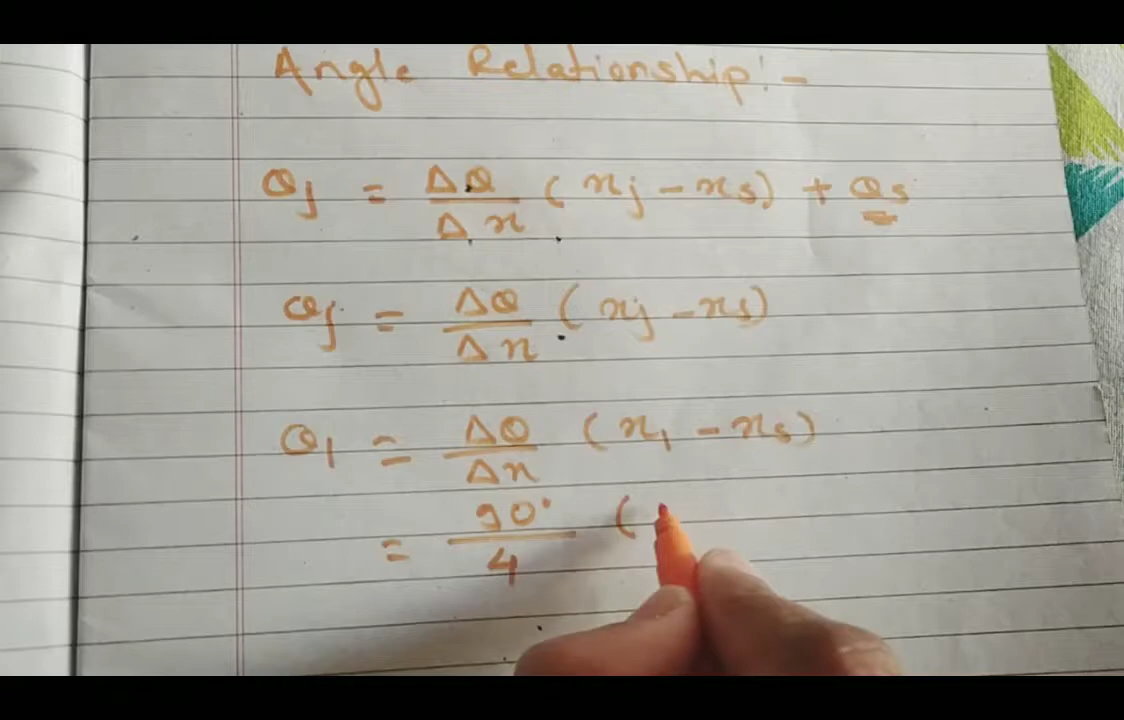 Angle Relationship:-
θj = Δθ/Δx (xj - xs) + θs
θj = Δθ/Δx (xj - xs)
θ1 = Δθ/Δx (x1 - xs)
= 90°/4 (